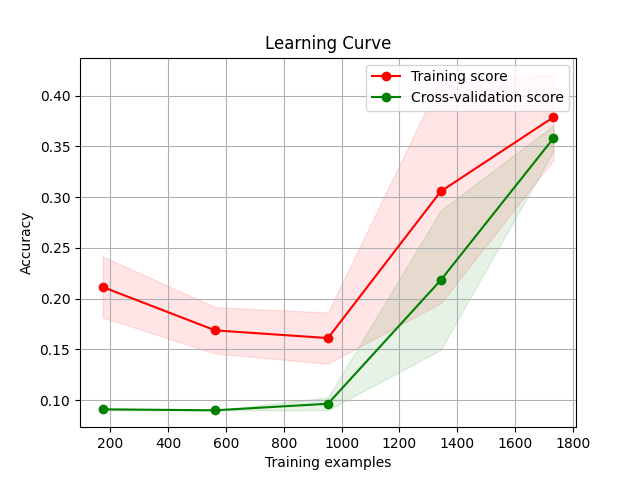 Learning Curve
Training score
Cross-validation score
0.40
0.35
0.30
0.25
0.20
0.15
0.10
Accuracy
200 400 600 800 1000 1200 1400 1600 1800
Training examples